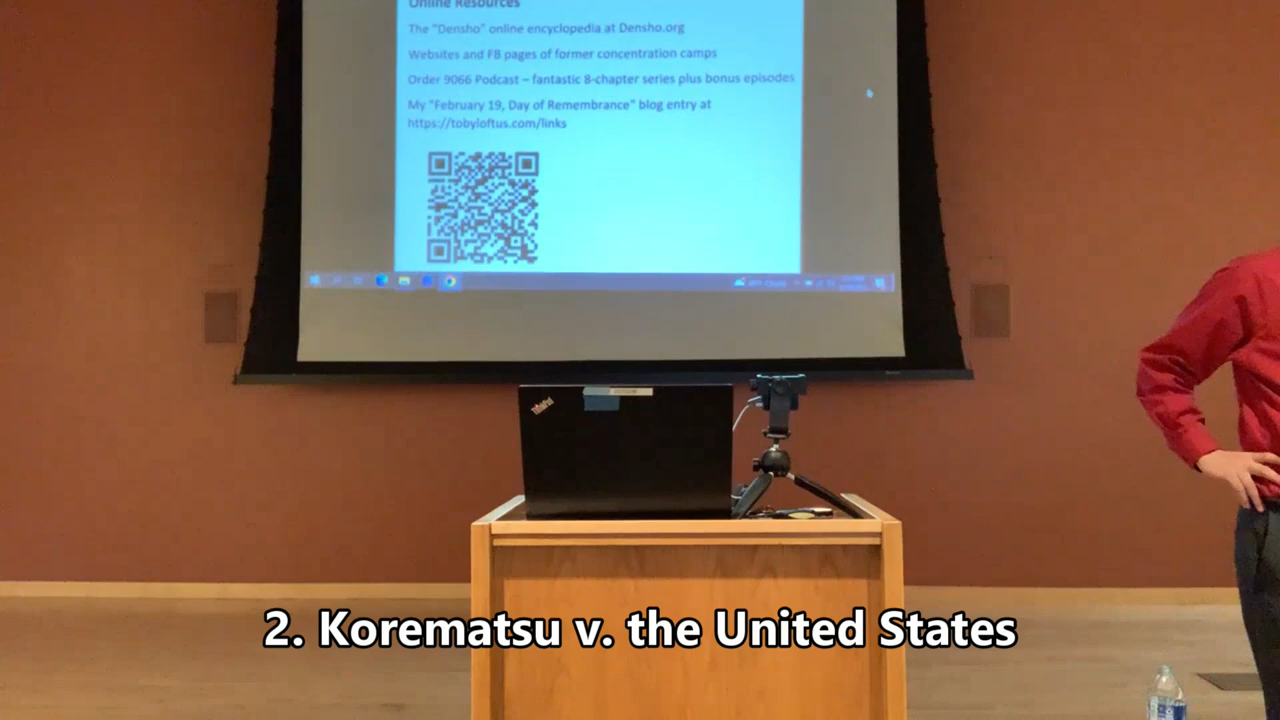 Online Resources
The "Densho" online encyclopedia at Densho.org
Websites and FB pages of former concentration camps
Order 9066 Podcast – fantastic 8-chapter series plus bonus episodes
My "February 19, Day of Remembrance" blog entry at
https://tobyloftus.com/links
ThinkPad
2. Korematsu v. the United States